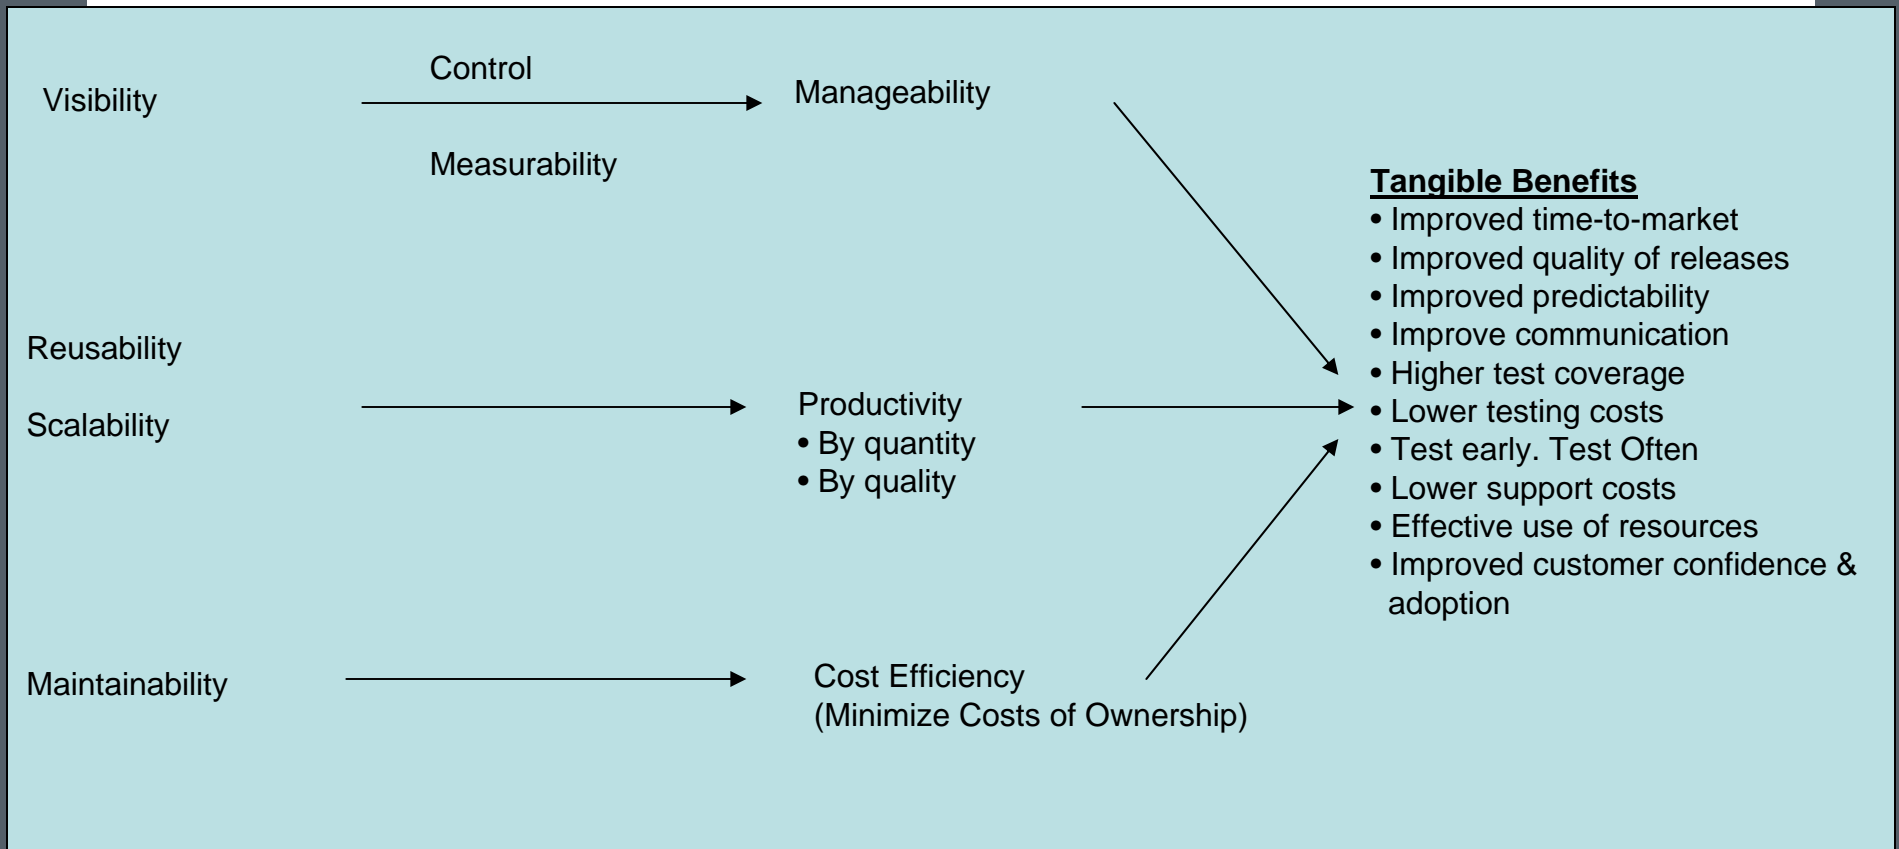 Control
Visibility
Manageability
Measurability
Tangible Benefits
• Improved time-to-market
• Improved quality of releases
• Improved predictability
• Improve communication
• Higher test coverage
• Lower testing costs
• Test early. Test Often
• Lower support costs
• Effective use of resources
• Improved customer confidence &
adoption
Reusability
Scalability
Productivity
• By quantity
• By quality
Maintainability
Cost Efficiency
(Minimize Costs of Ownership)